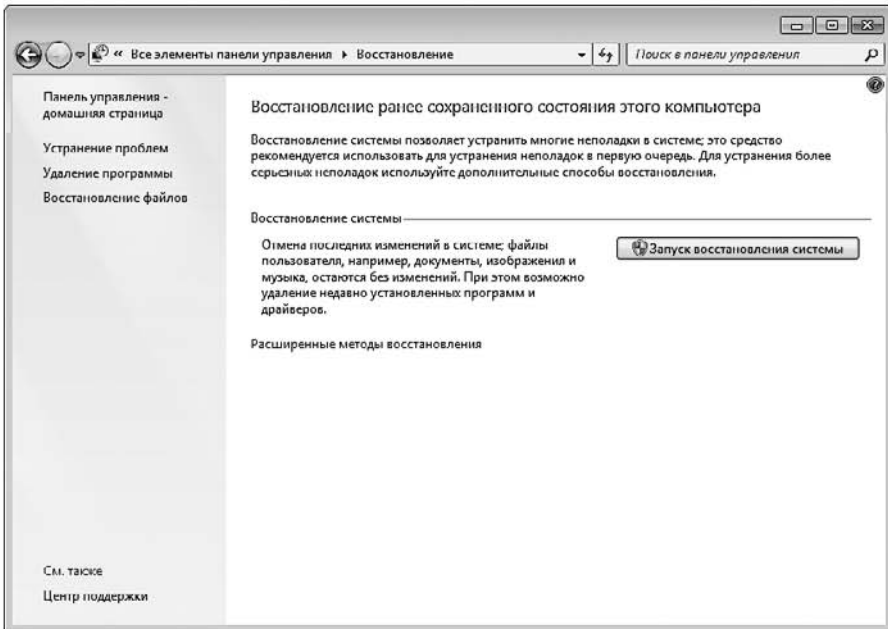 « Все элементы панели управления ▸ Восстановление
Поиск в панели управления
Панель управления -
домашняя страница
Устранение проблем
Удаление программы
Восстановление файлов
Восстановление ранее сохраненного состояния этого компьютера
Восстановление системы позволяет устранить многие неполадки в системе; это средство
рекомендуется использовать для устранения неполадок в первую очередь. Для устранения более
серьезных неполадок используйте дополнительные способы восстановления.
Восстановление системы
Отмена последних изменений в системе; файлы
пользователя, например, документы, изображения и
музыка, остаются без изменений. При этом возможно
удаление недавно установленных программ и
драйверов.
Запуск восстановления системы
Расширенные методы восстановления
См. также
Центр поддержки